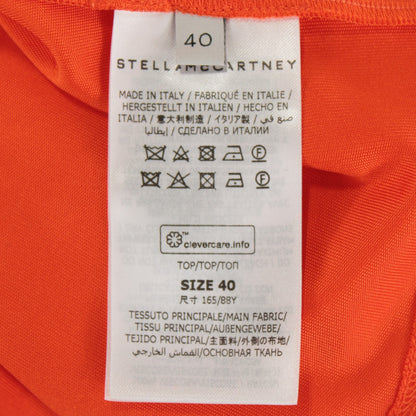 40
STELLA McCARTNEY
MADE IN ITALY / FABRIQUÉ EN ITALIE /
HERGESTELLT IN ITALIEN / HECHO EN
ITALIA / 意大利制造 / イタリア製 / صنع في
إيطاليا / СДЕЛАНО В ИТАЛИИ
F
F
clevercare.info
TOP/TOP/ТОП
SIZE 40
尺寸 165/88Y
TESSUTO PRINCIPALE/MAIN FABRIC/
TISSU PRINCIPAL/AUßENGEWEBE/
TEJIDO PRINCIPAL/主面料/外側の布地/
ОСНОВНАЯ ТКАНЬ/القماش الخارجي